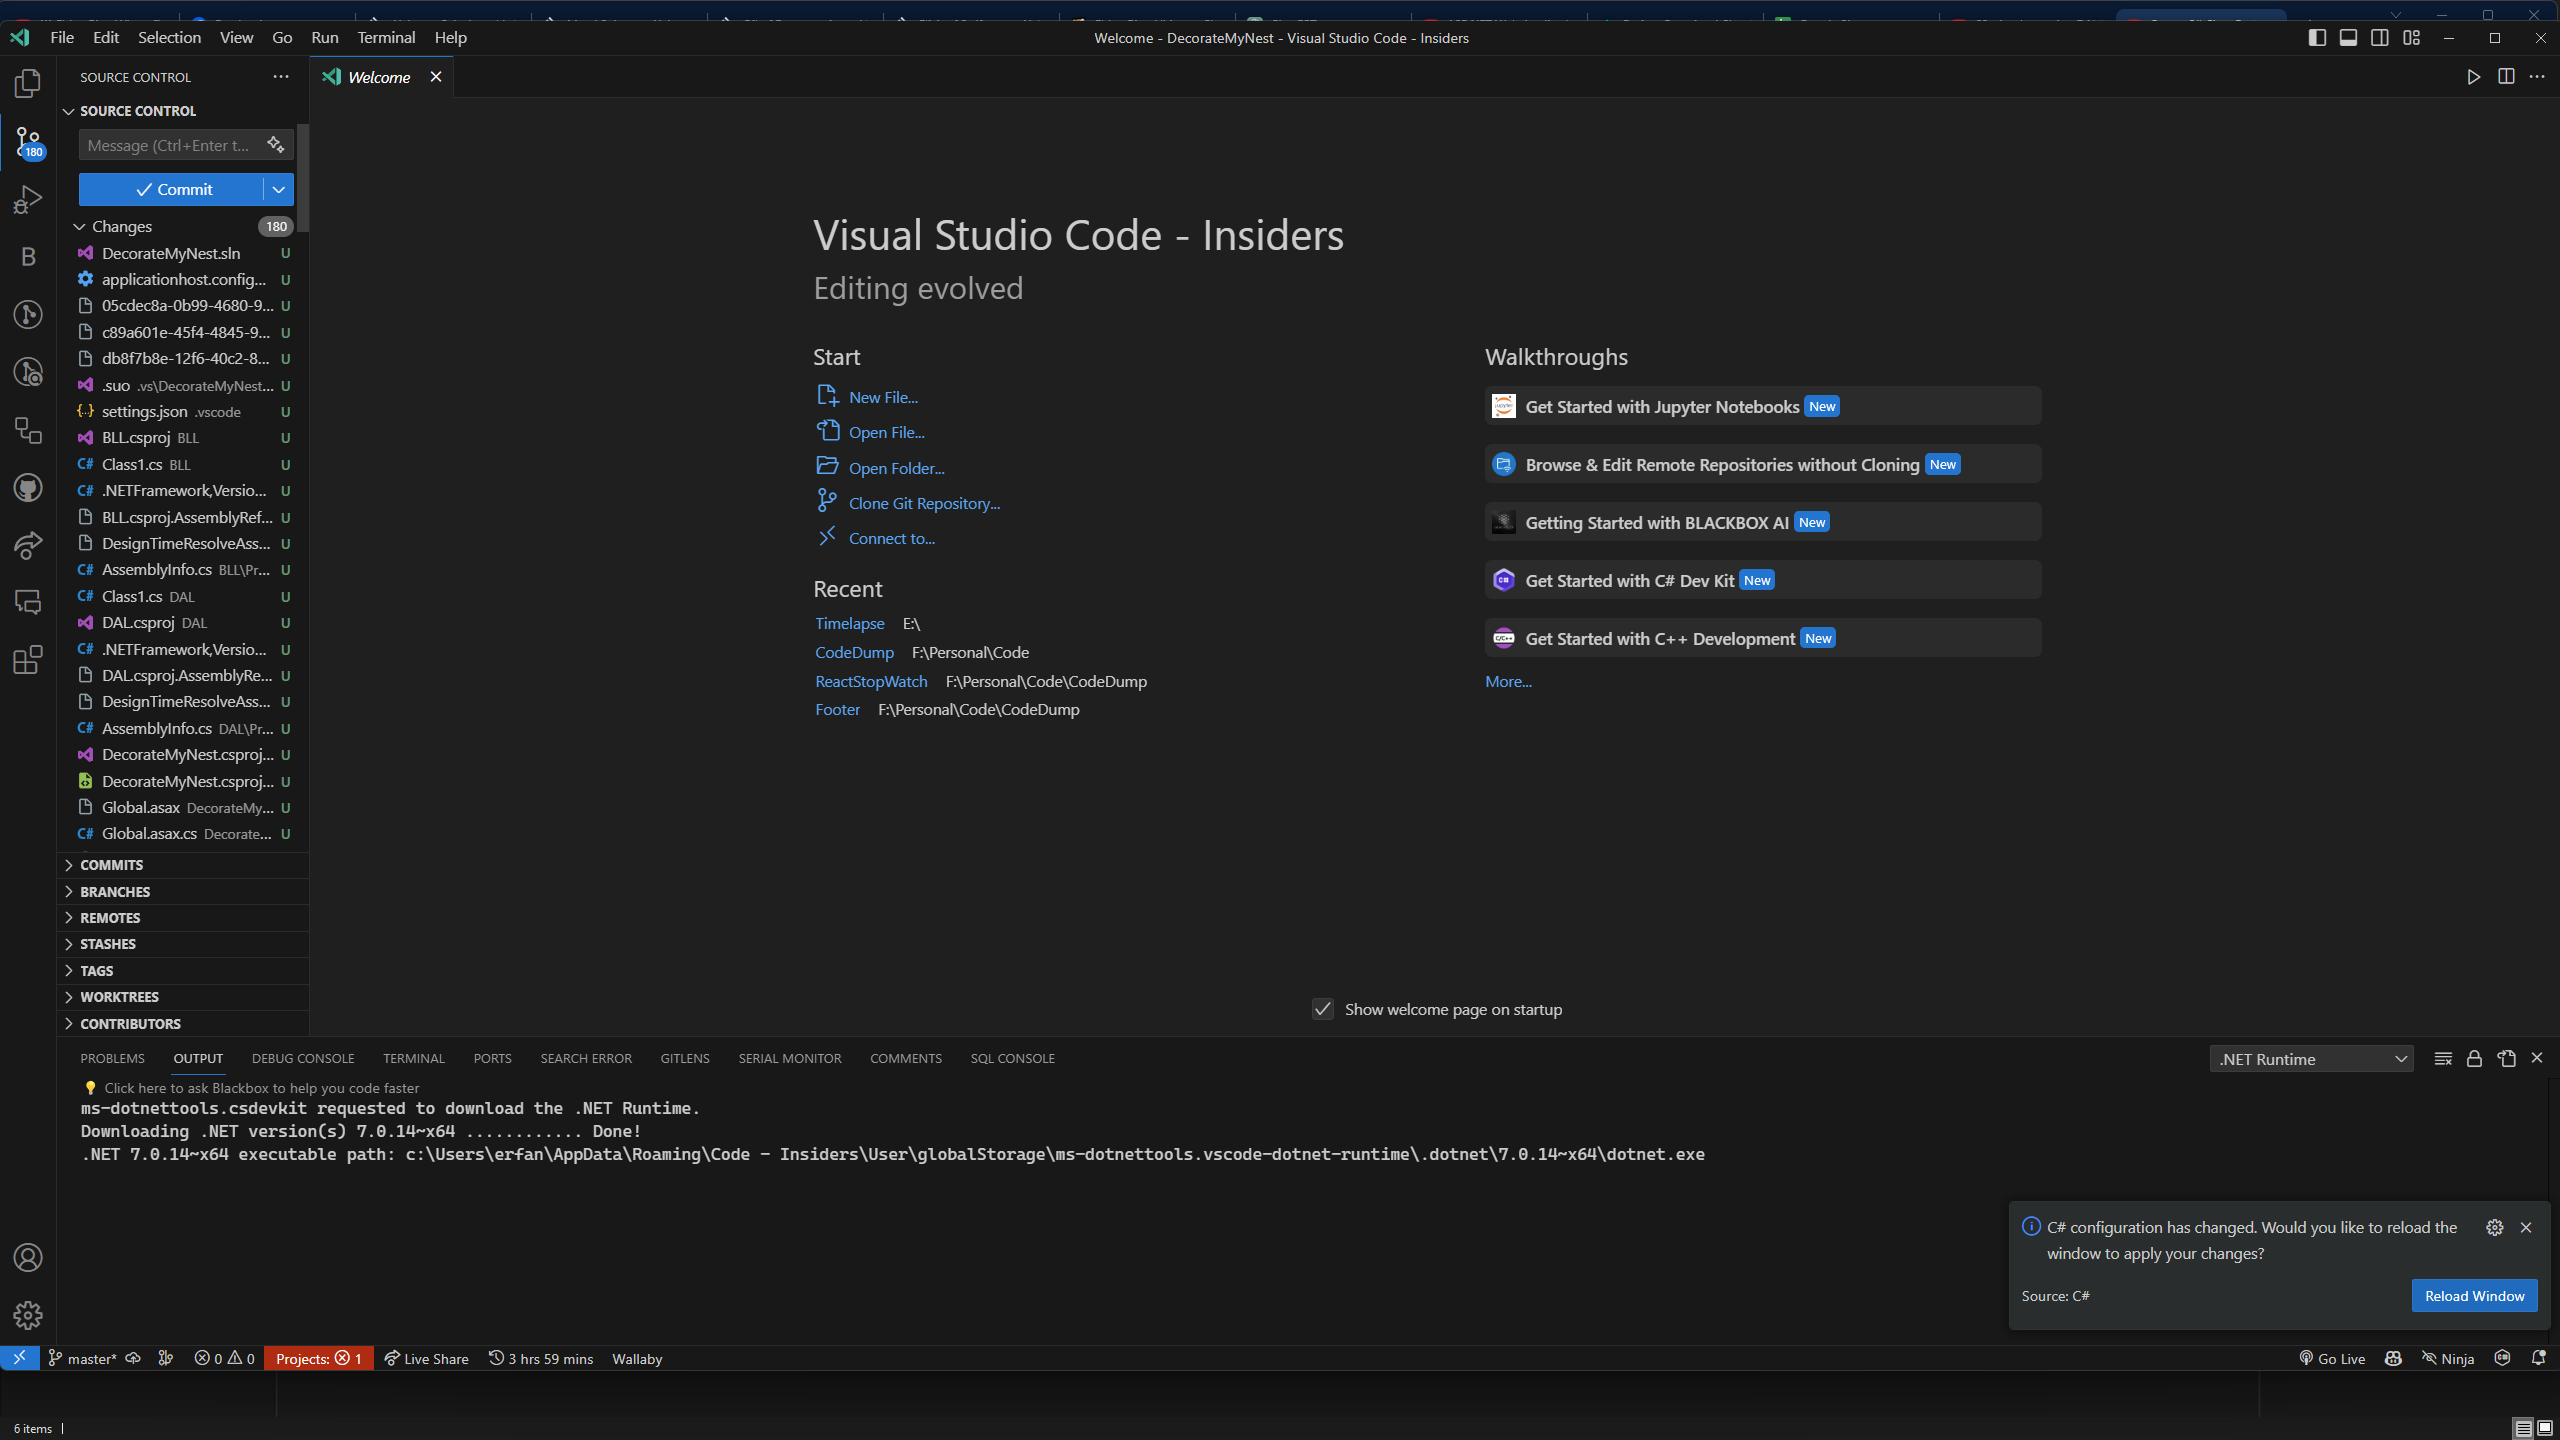 File Edit Selection View Go Run Terminal Help
Welcome - DecorateMyNest - Visual Studio Code - Insiders
SOURCE CONTROL
Welcome
SOURCE CONTROL
Message (Ctrl+Enter t...
180
Commit
Changes 180
DecorateMyNest.sln U
applicationhost.config... U
05cdec8a-0b99-4680-9... U
c89a601e-45f4-4845-9... U
db8f7b8e-12f6-40c2-8... U
.suo .vs\DecorateMyNest... U
settings.json .vscode U
BLL.csproj BLL U
Class1.cs BLL U
.NETFramework,Versio... U
BLL.csproj.AssemblyRef... U
DesignTimeResolveAss... U
AssemblyInfo.cs BLL\Pr... U
Class1.cs DAL U
DAL.csproj DAL U
.NETFramework,Versio... U
DAL.csproj.AssemblyRe... U
DesignTimeResolveAss... U
AssemblyInfo.cs DAL\Pr... U
DecorateMyNest.csproj... U
DecorateMyNest.csproj... U
Global.asax DecorateMy... U
Global.asax.cs Decorate... U
COMMITS
BRANCHES
REMOTES
STASHES
TAGS
WORKTREES
CONTRIBUTORS
Visual Studio Code - Insiders
Editing evolved
Start
New File...
Open File...
Open Folder...
Clone Git Repository...
Connect to...
Recent
Timelapse E:\
CodeDump F:\Personal\Code
ReactStopWatch F:\Personal\Code\CodeDump
Footer F:\Personal\Code\CodeDump
Walkthroughs
Get Started with Jupyter Notebooks New
Browse & Edit Remote Repositories without Cloning New
Getting Started with BLACKBOX AI New
Get Started with C# Dev Kit New
Get Started with C++ Development New
More...
Show welcome page on startup
PROBLEMS OUTPUT DEBUG CONSOLE TERMINAL PORTS SEARCH ERROR GITLENS SERIAL MONITOR COMMENTS SQL CONSOLE
.NET Runtime
Click here to ask Blackbox to help you code faster
ms-dotnettools.csdevkit requested to download the .NET Runtime.
Downloading .NET version(s) 7.0.14~x64 ............ Done!
.NET 7.0.14~x64 executable path: c:\Users\erfan\AppData\Roaming\Code - Insiders\User\globalStorage\ms-dotnettools.vscode-dotnet-runtime\.dotnet\7.0.14~x64\dotnet.exe
C# configuration has changed. Would you like to reload the
window to apply your changes?
Source: C#
Reload Window
master* 0 0 Projects: 1 Live Share 3 hrs 59 mins Wallaby
Go Live Ninja
6 items